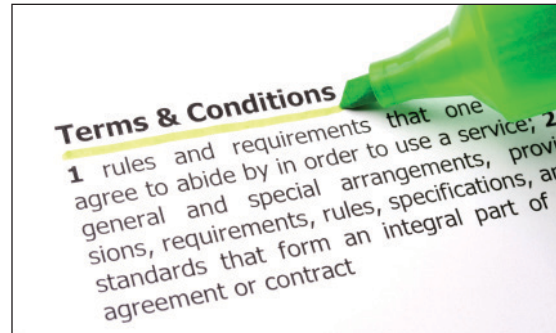 Terms & Conditions
1 rules and requirements that one
agree to abide by in order to use a service; 2
general and special arrangements, provi
sions, requirements, rules, specifications, an
standards that form an integral part of
agreement or contract